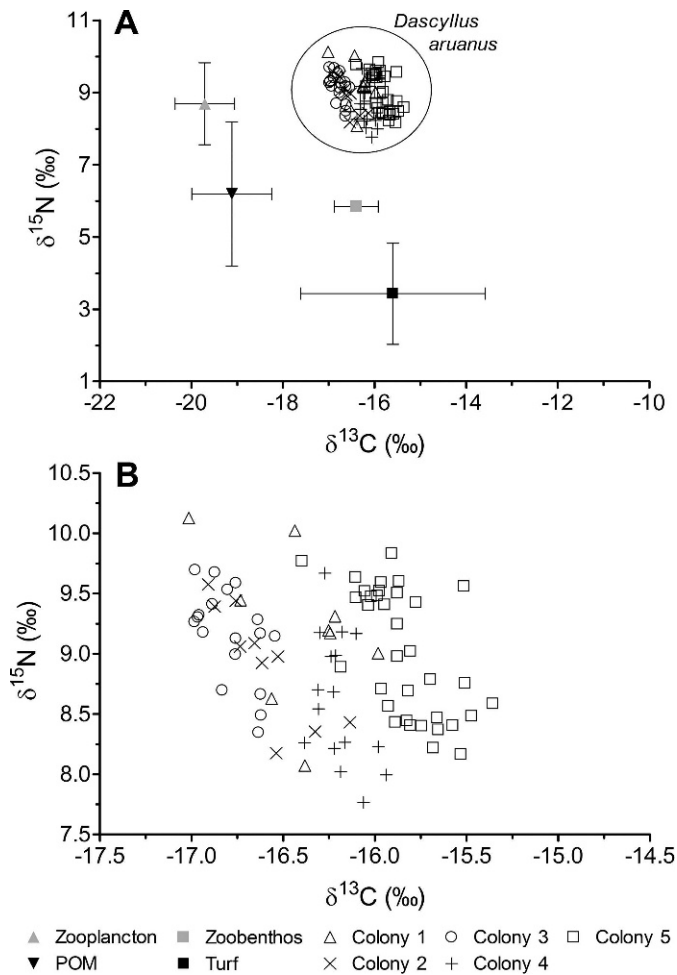 A
Dascyllus
aruanus
11
9
7
5
3
1
δ15N (‰)
-22 -20 -18 -16 -14 -12 -10
δ13C (‰)
B
10.5
10.0
9.5
9.0
8.5
8.0
7.5
δ15N (‰)
-17.5 -17.0 -16.5 -16.0 -15.5 -15.0 -14.5
δ13C (‰)
Zooplancton Zoobenthos Colony 1 Colony 3 Colony 5
POM Turf Colony 2 Colony 4